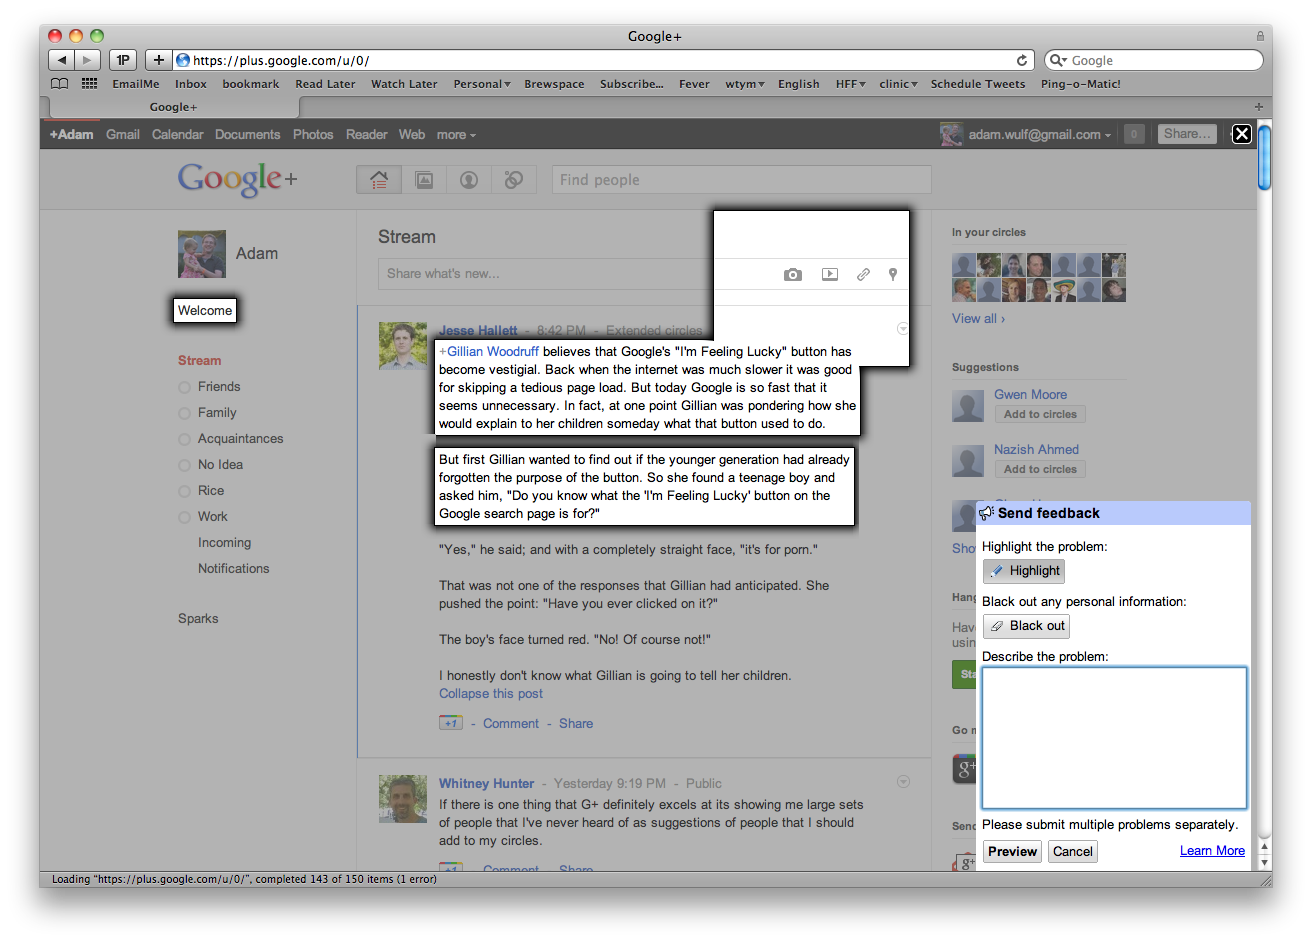 Google+
1P
https://plus.google.com/u/0/
Google
EmailMe Inbox bookmark Read Later Watch Later Personal Brewspace Subscribe... Fever wtym English HFF clinic Schedule Tweets Ping-o-Matic!
Google+
+Adam Gmail Calendar Documents Photos Reader Web more
adam.wulf@gmail.com 0 Share...
Google+
Find people
Adam
Welcome
Stream
Friends
Family
Acquaintances
No Idea
Rice
Work
Incoming
Notifications
Sparks
Stream
Share what's new...
Jesse Hallett - 8:42 PM - Extended circles
+Gillian Woodruff believes that Google's "I'm Feeling Lucky" button has
become vestigial. Back when the internet was much slower it was good
for skipping a tedious page load. But today Google is so fast that it
seems unnecessary. In fact, at one point Gillian was pondering how she
would explain to her children someday what that button used to do.
But first Gillian wanted to find out if the younger generation had already
forgotten the purpose of the button. So she found a teenage boy and
asked him, "Do you know what the 'I'm Feeling Lucky' button on the
Google search page is for?"
"Yes," he said; and with a completely straight face, "it's for porn."
That was not one of the responses that Gillian had anticipated. She
pushed the point: "Have you ever clicked on it?"
The boy's face turned red. "No! Of course not!"
I honestly don't know what Gillian is going to tell her children.
Collapse this post
+1 - Comment - Share
Whitney Hunter - Yesterday 9:19 PM - Public
If there is one thing that G+ definitely excels at its showing me large sets
of people that I've never heard of as suggestions of people that I should
add to my circles.
+1 - Comment - Share
In your circles
View all ›
Suggestions
Gwen Moore
Add to circles
Nazish Ahmed
Add to circles
Sho
Hang
Have
using
Sta
Go m
g+
Send
g+
Send feedback
Highlight the problem:
Highlight
Black out any personal information:
Black out
Describe the problem:
Please submit multiple problems separately.
Preview Cancel Learn More
Loading "https://plus.google.com/u/0/", completed 143 of 150 items (1 error)